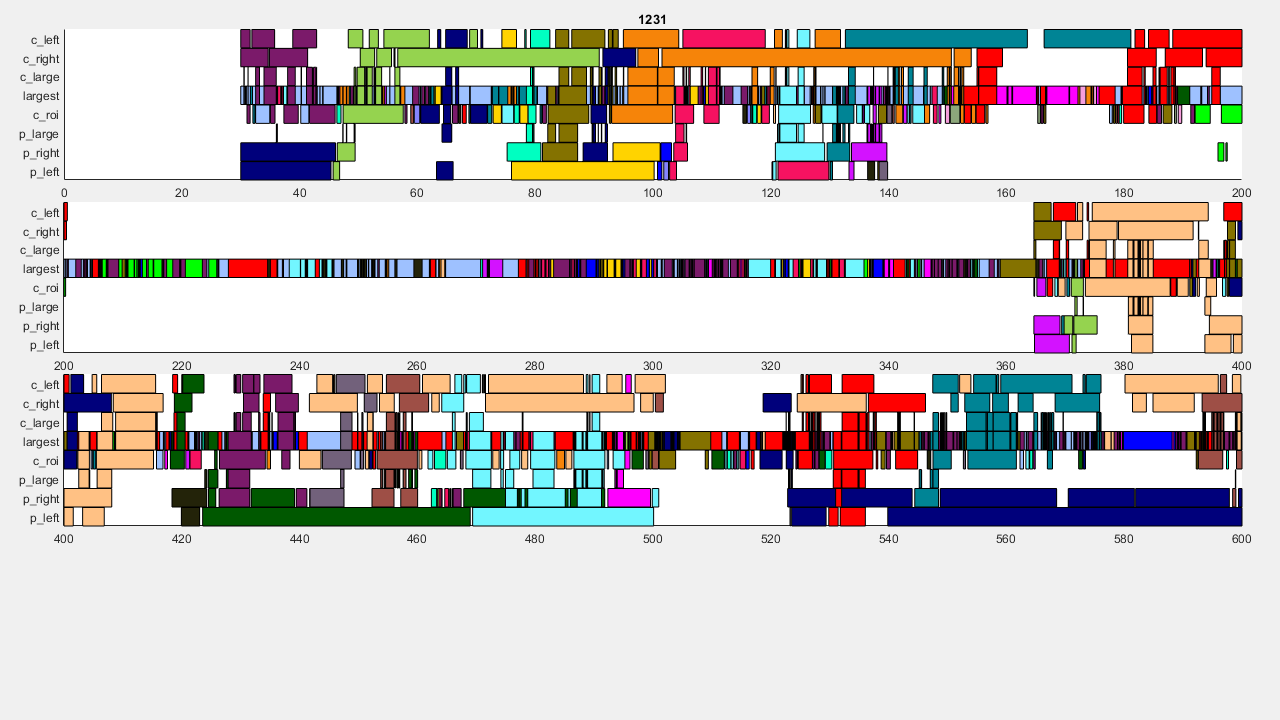 1231
c_left
c_right
c_large
largest
c_roi
p_large
p_right
p_left
0 20 40 60 80 100 120 140 160 180 200
c_left
c_right
c_large
largest
c_roi
p_large
p_right
p_left
200 220 240 260 280 300 320 340 360 380 400
c_left
c_right
c_large
largest
c_roi
p_large
p_right
p_left
400 420 440 460 480 500 520 540 560 580 600